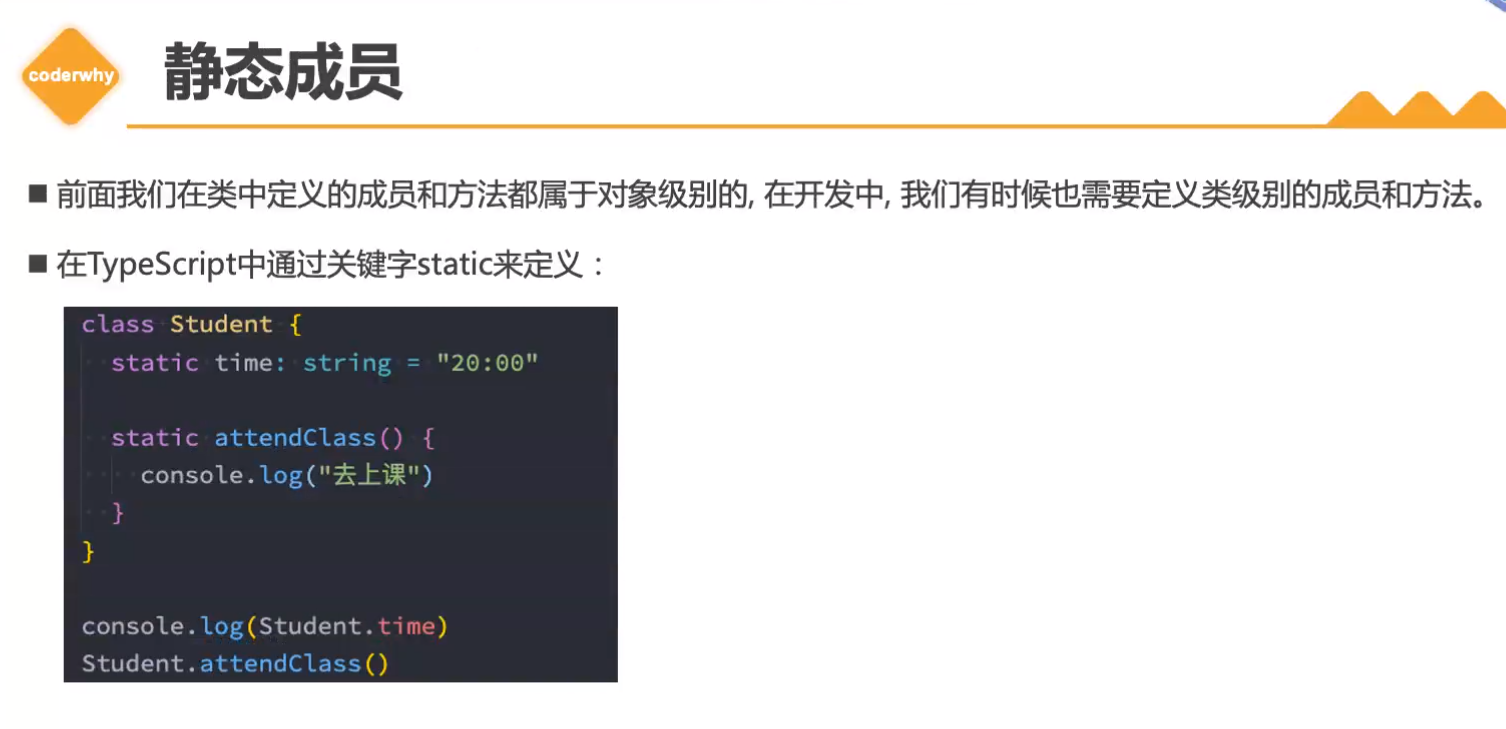 coderwhy
静态成员
前面我们在类中定义的成员和方法都属于对象级别的, 在开发中, 我们有时候也需要定义类级别的成员和方法。
在TypeScript中通过关键字static来定义：
class Student {
  static time: string = "20:00"

  static attendClass() {
    console.log("去上课")
  }
}

console.log(Student.time)
Student.attendClass()